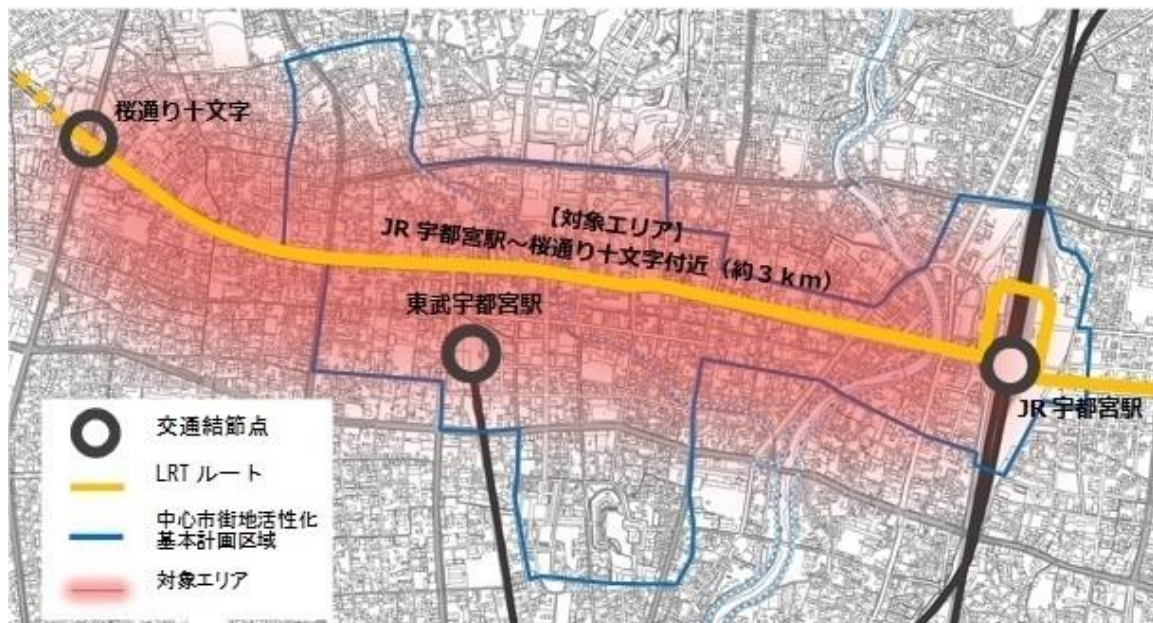 桜通り十文字
【対象エリア】
JR 宇都宮駅～桜通り十文字付近（約３ｋｍ）
東武宇都宮駅
JR 宇都宮駅
交通結節点
LRT ルート
中心市街地活性化
基本計画区域
対象エリア